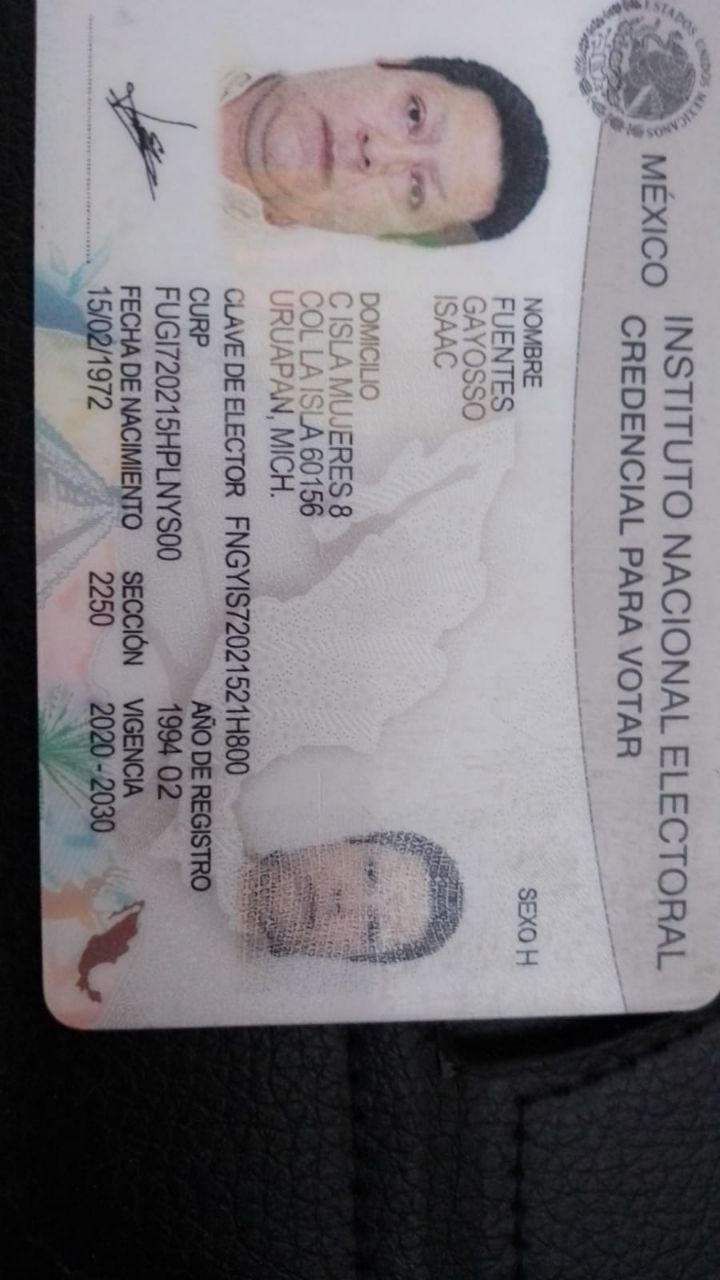 ESTADOS UNIDOS MEXICANOS
MÉXICO INSTITUTO NACIONAL ELECTORAL
CREDENCIAL PARA VOTAR
NOMBRE
FUENTES
GAYOSSO
ISAAC
SEXO H
DOMICILIO
C ISLA MUJERES 8
COL LA ISLA 60156
URUAPAN, MICH.
CLAVE DE ELECTOR FNGYIS72021521H800
CURP
FUGI720215HPLNYS00
AÑO DE REGISTRO
1994 02
FECHA DE NACIMIENTO
15/02/1972
SECCIÓN
2250
VIGENCIA
2020 - 2030